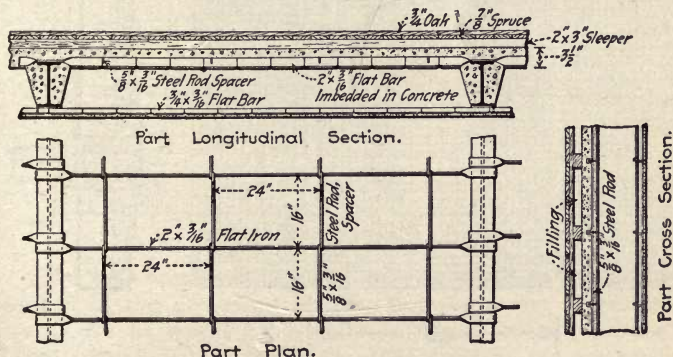 3/4" Oak
7/8" Spruce
2" x 3" Sleeper
3 1/2"
5/8" x 3/16" Steel Rod Spacer
3/4" x 3/16" Flat Bar
2" x 3/16" Flat Bar
Imbedded in Concrete
Part Longitudinal Section.
24"
16"
Steel Rod,
Spacer
2" x 3/16" Flat Iron
24"
16"
5/8" x 3/16"
Part Plan.
Filling
5/8" x 3/16" Steel Rod
Part Cross Section.